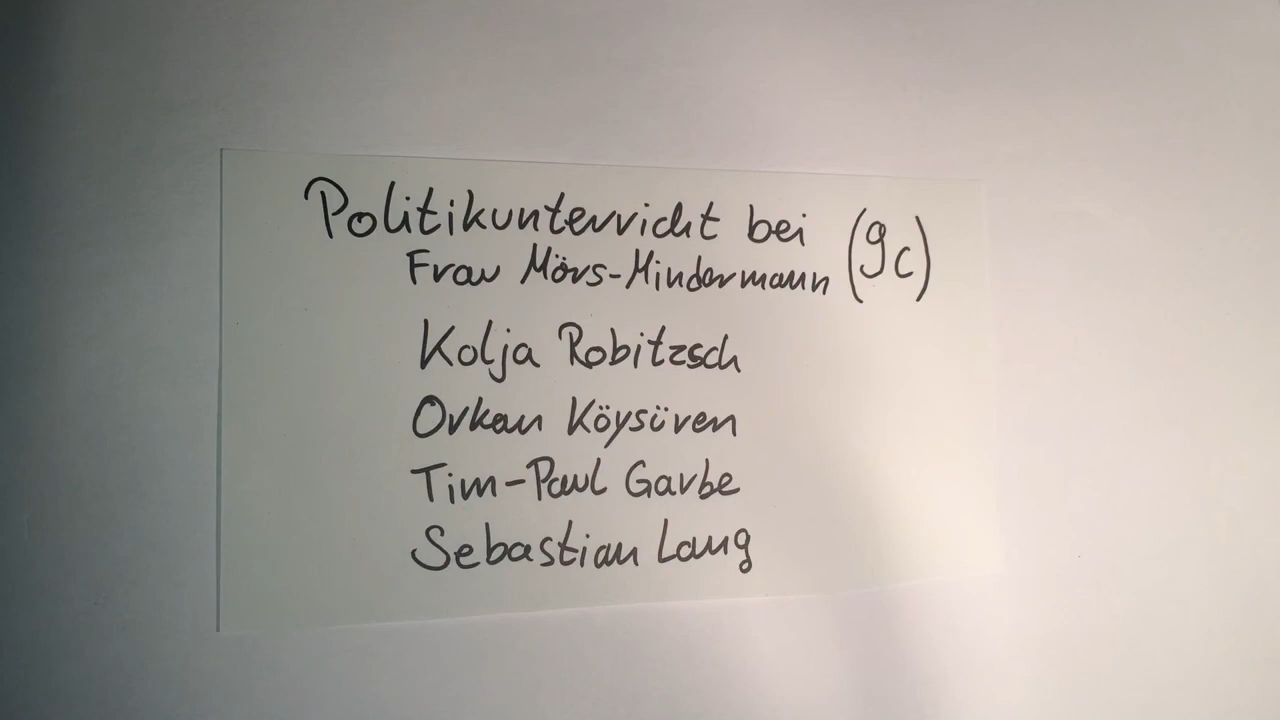 Politikunterricht bei (9c)
Frau Mörs-Mindermann
Kolja Robitzsch
Orkan Köysüren
Tim-Paul Garbe
Sebastian Lang